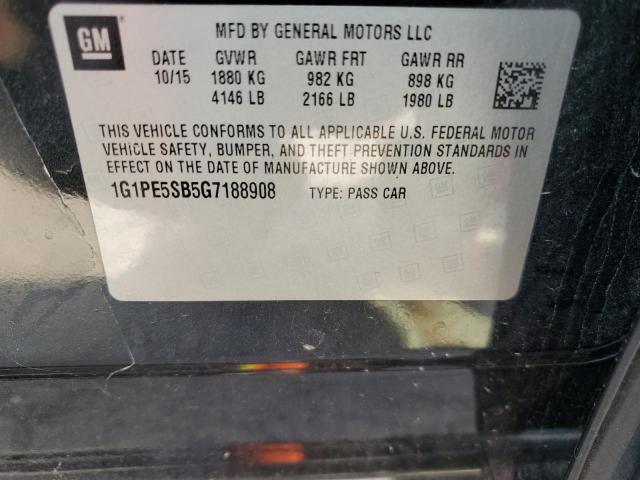 GM
MFD BY GENERAL MOTORS LLC
DATE GVWR GAWR FRT GAWR RR
10/15 1880 KG 982 KG 898 KG
4146 LB 2166 LB 1980 LB
THIS VEHICLE CONFORMS TO ALL APPLICABLE U.S. FEDERAL MOTOR
VEHICLE SAFETY, BUMPER, AND THEFT PREVENTION STANDARDS IN
EFFECT ON THE DATE OF MANUFACTURE SHOWN ABOVE.
1G1PE5SB5G7188908 TYPE: PASS CAR